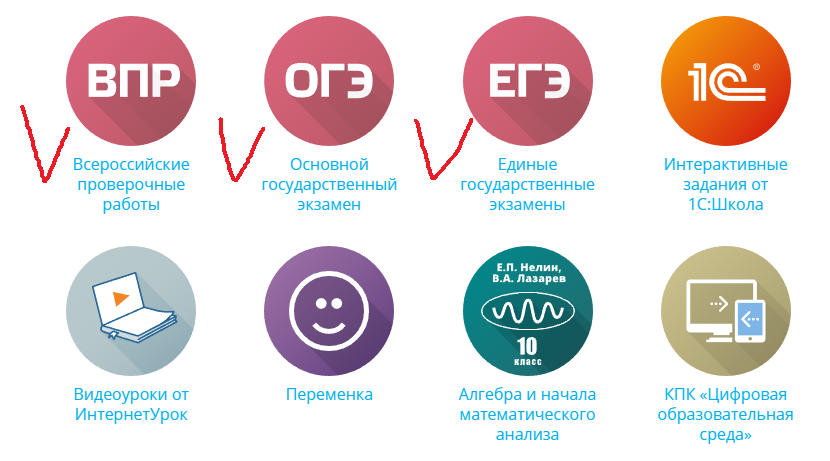 ВПР
ОГЭ
ЕГЭ
1С®
Всероссийские
проверочные
работы
Основной
государственный
экзамен
Единые
государственные
экзамены
Интерактивные
задания от
1С:Школа
Е.П. Нелин,
В.А. Лазарев
10
класс
Видеоуроки от
ИнтернетУрок
Переменка
Алгебра и начала
математического
анализа
КПК «Цифровая
образовательная
среда»